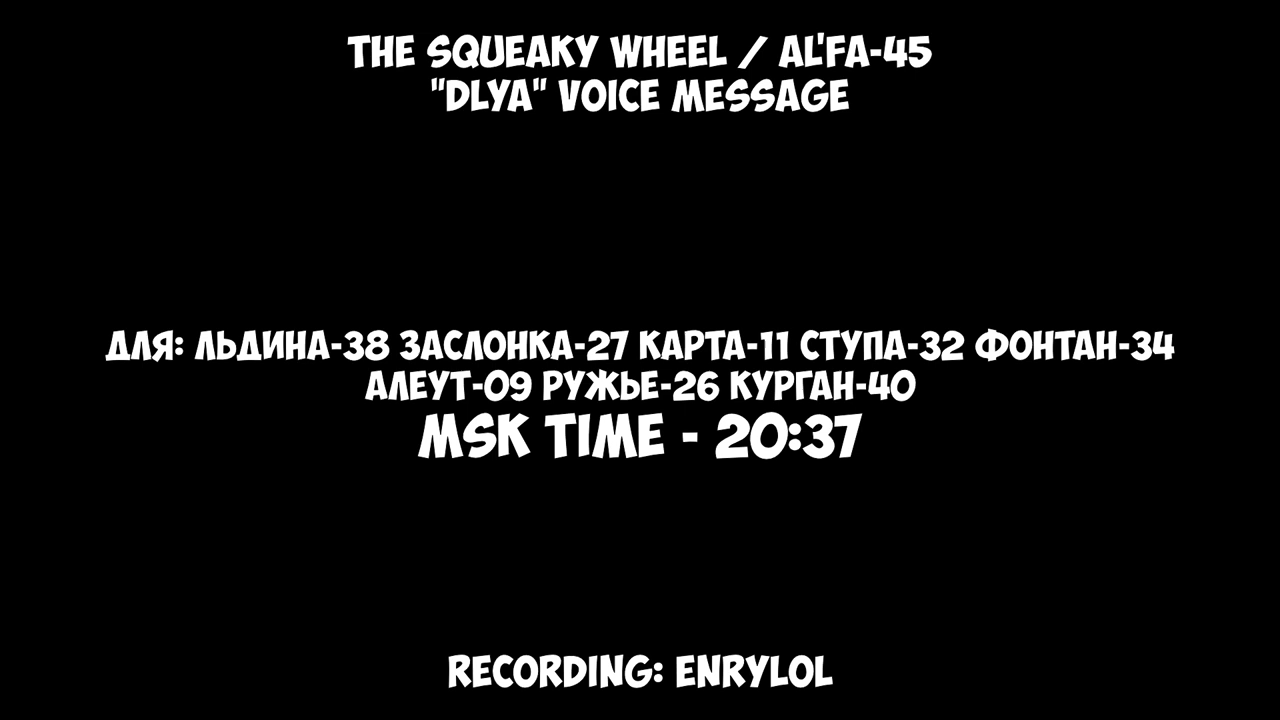 THE SQUEAKY WHEEL / AL'FA-45
"DLYA" VOICE MESSAGE
ДЛЯ: ЛЬДИНА-38 ЗАСЛОНКА-27 КАРТА-11 СТУПА-32 ФОНТАН-34
АЛЕУТ-09 РУЖЬЕ-26 КУРГАН-40
MSK TIME - 20:37
RECORDING: ENRYLOL